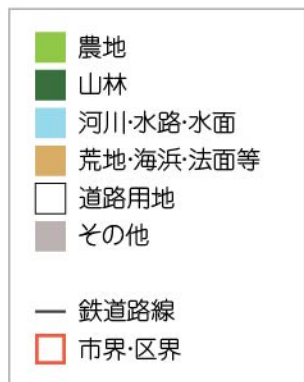 農地
山林
河川・水路・水面
荒地・海浜・法面等
道路用地
その他
鉄道路線
市界・区界